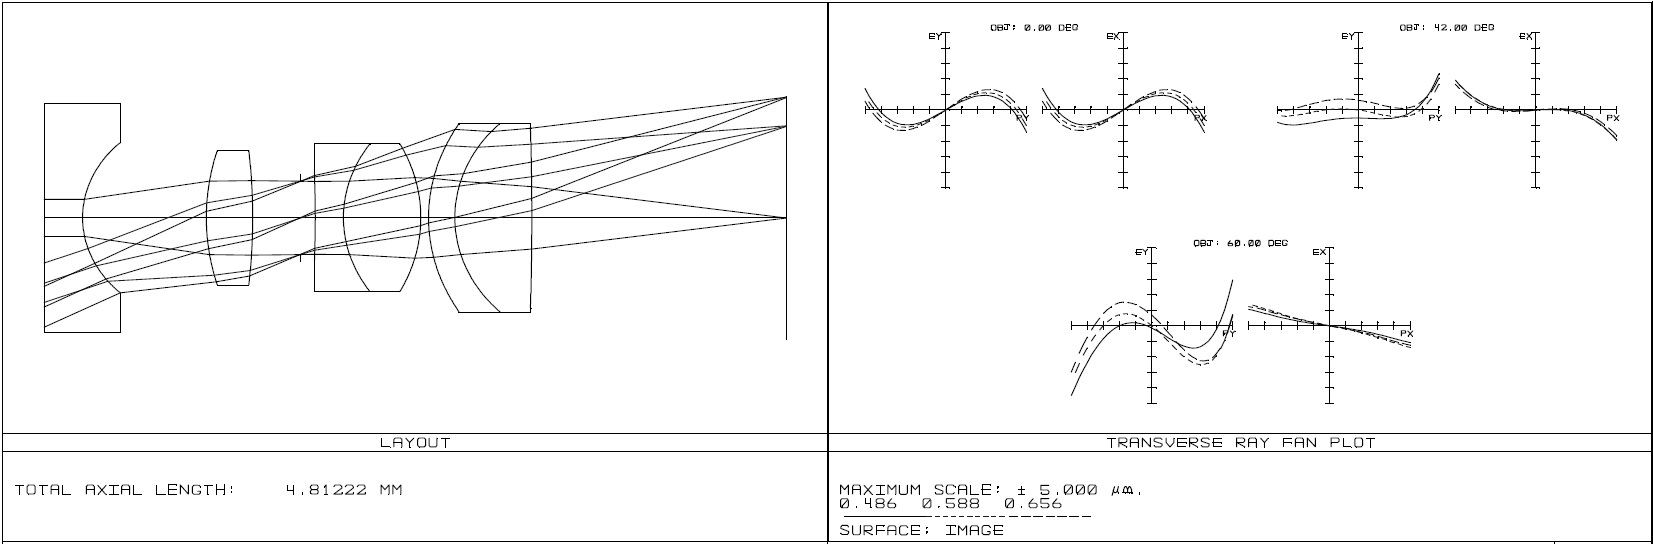 OBJ: 0.00 DEG
EY
EX
PY
PX
OBJ: 42.00 DEG
EY
EX
PY
PX
OBJ: 60.00 DEG
EY
EX
PY
PX
LAYOUT
TRANSVERSE RAY FAN PLOT
TOTAL AXIAL LENGTH: 4.81222 MM
MAXIMUM SCALE: ± 5.000 µm.
0.486 0.588 0.656
SURFACE: IMAGE